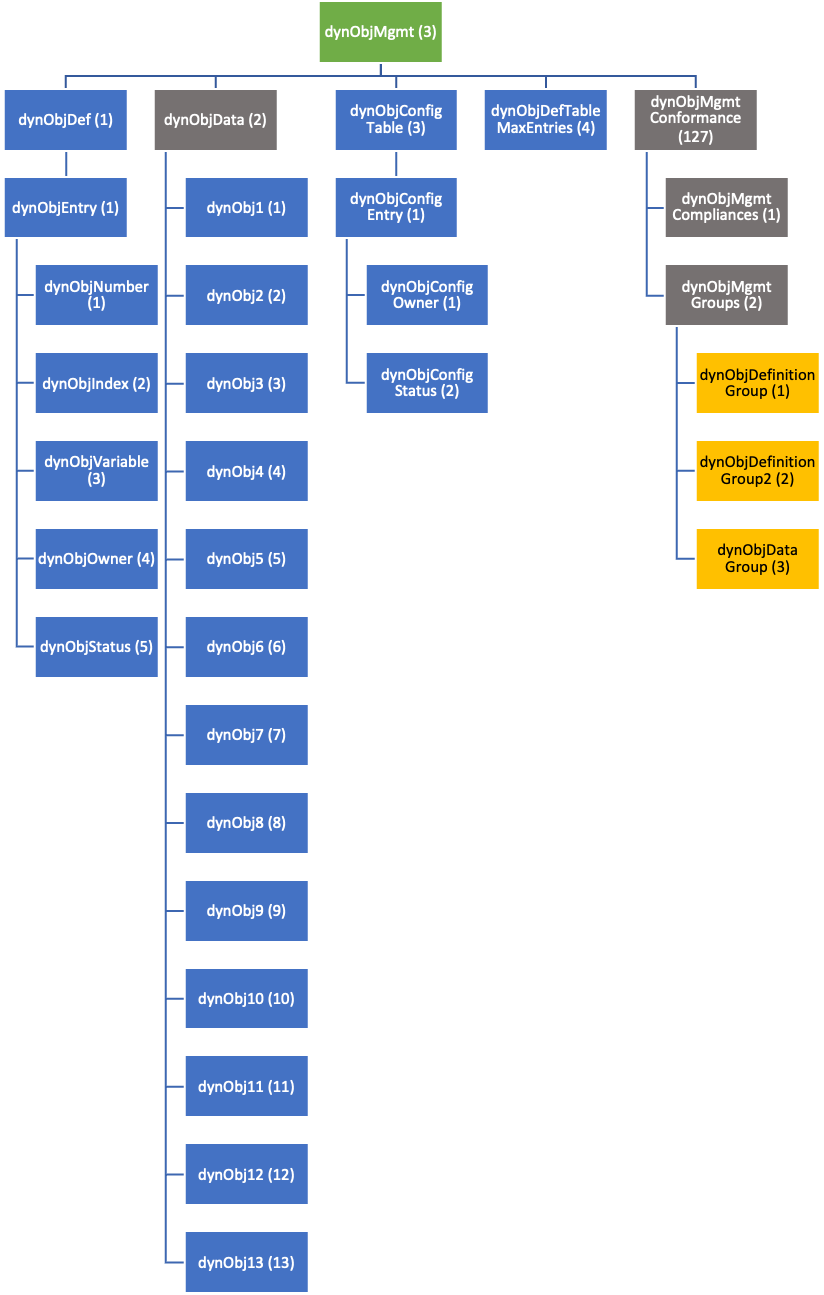 dynObjMgmt (3)
dynObjDef (1)
dynObjData (2)
dynObjConfig
Table (3)
dynObjDefTable
MaxEntries (4)
dynObjMgmt
Conformance
(127)
dynObjEntry (1)
dynObjNumber
(1)
dynObjIndex (2)
dynObjVariable
(3)
dynObjOwner (4)
dynObjStatus (5)
dynObj1 (1)
dynObj2 (2)
dynObj3 (3)
dynObj4 (4)
dynObj5 (5)
dynObj6 (6)
dynObj7 (7)
dynObj8 (8)
dynObj9 (9)
dynObj10 (10)
dynObj11 (11)
dynObj12 (12)
dynObj13 (13)
dynObjConfig
Entry (1)
dynObjConfig
Owner (1)
dynObjConfig
Status (2)
dynObjMgmt
Compliances (1)
dynObjMgmt
Groups (2)
dynObjDefinition
Group (1)
dynObjDefinition
Group2 (2)
dynObjData
Group (3)